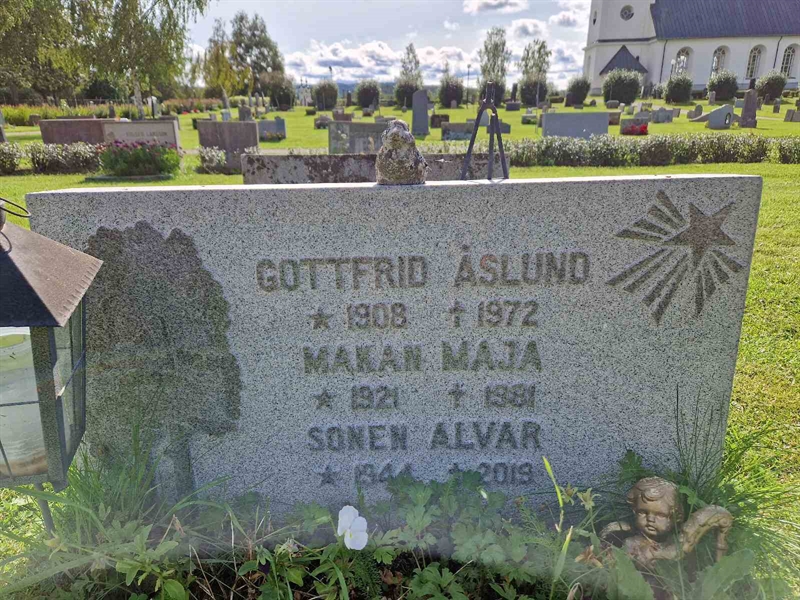 GOTTFRID ÅSLUND
★ 1908 † 1972
MAKAN MAJA
★ 1921 † 1981
SONEN ALVAR
★ 1944 † 2019